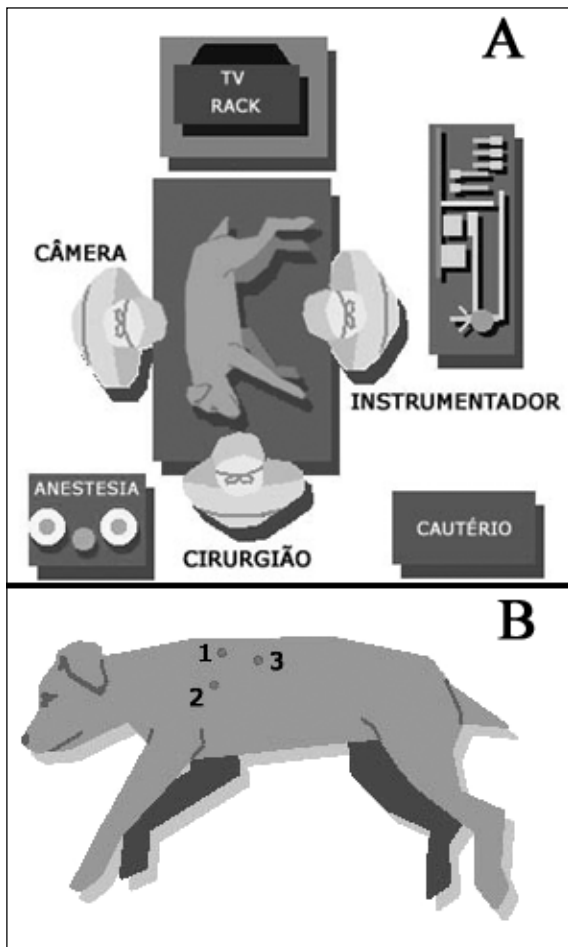 A
TV
RACK
CÂMERA
INSTRUMENTADOR
ANESTESIA
CIRURGIÃO
CAUTÉRIO
B
1
3
2